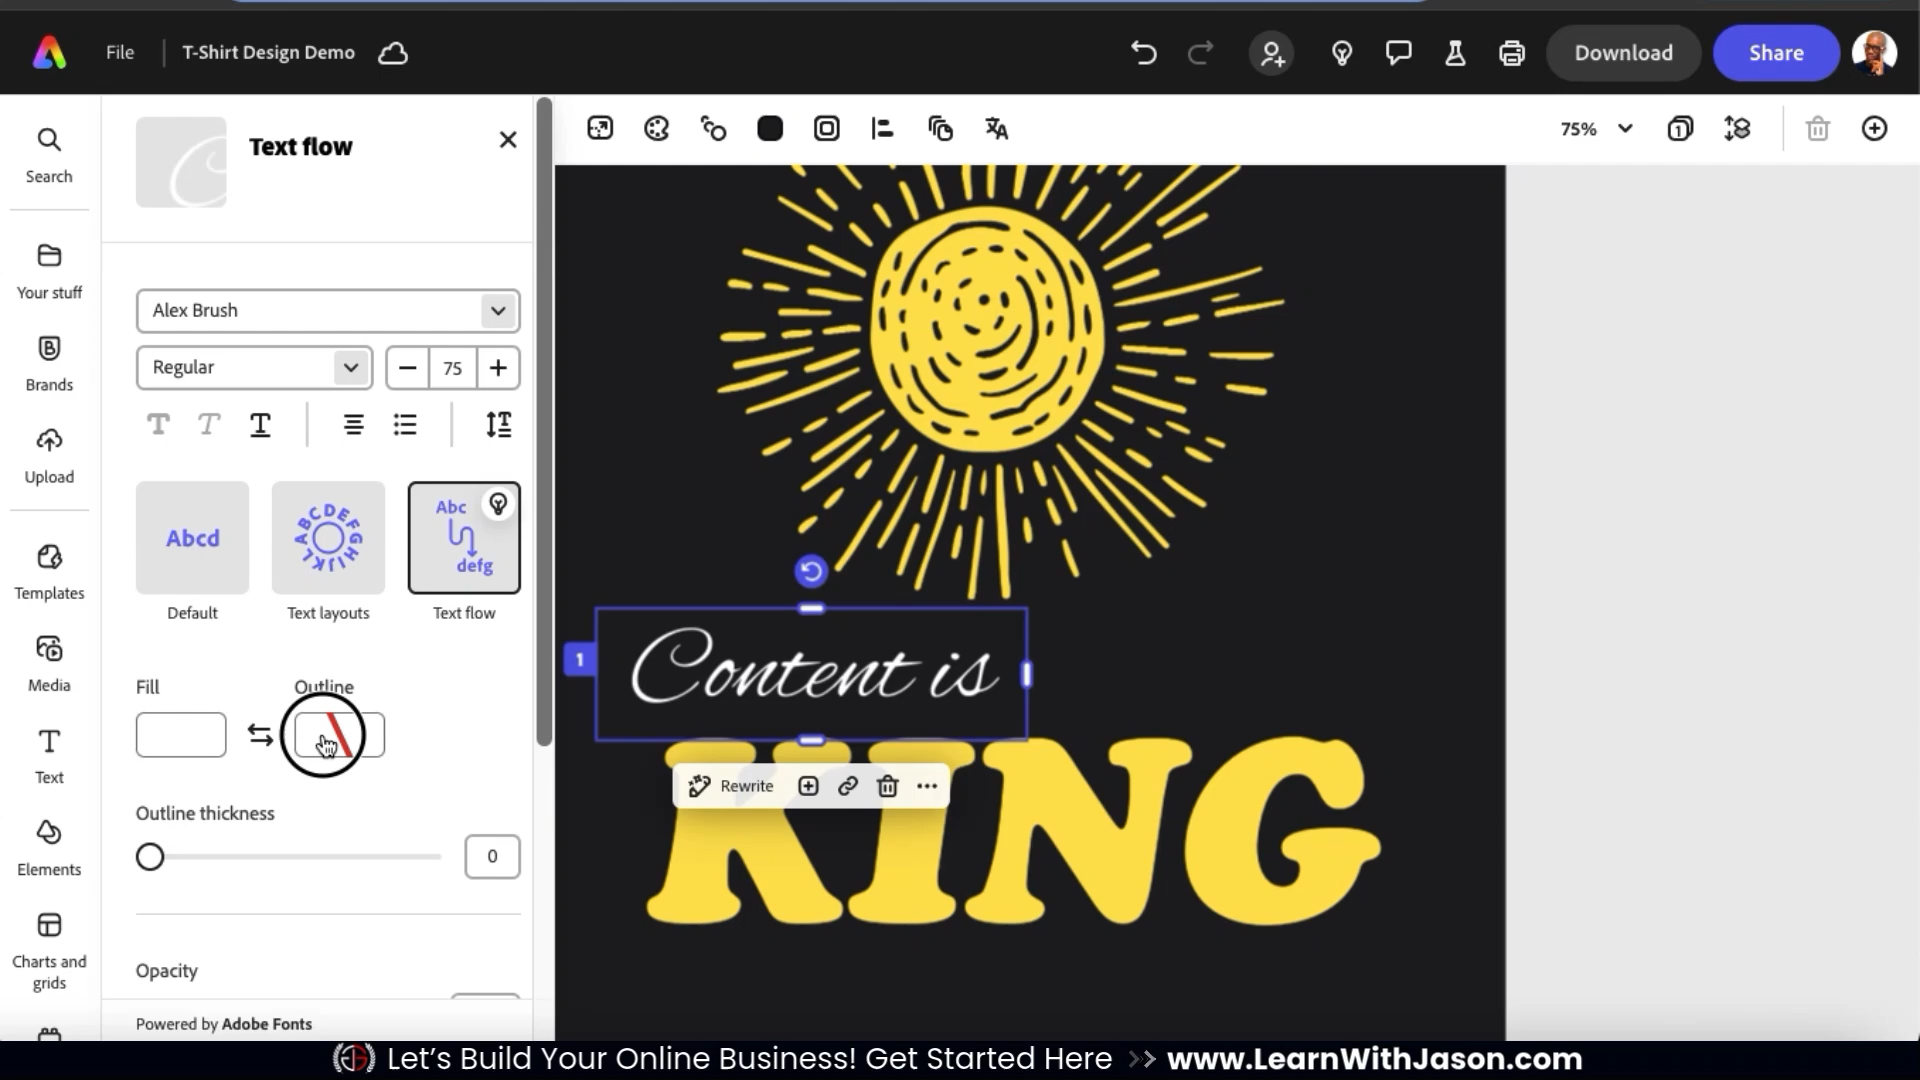 File
T-Shirt Design Demo
Download
Share
Search
Your stuff
Brands
Upload
Templates
Media
Text
Elements
Charts and
grids
Text flow
Alex Brush
Regular
75
Abcd
Default
ABCDEFGHIJKL
Text layouts
Abc
defg
Text flow
Fill
Outline
Outline thickness
0
Opacity
Powered by Adobe Fonts
75%
1
1
Content is
Rewrite
KING
Let's Build Your Online Business! Get Started Here >> www.LearnWithJason.com